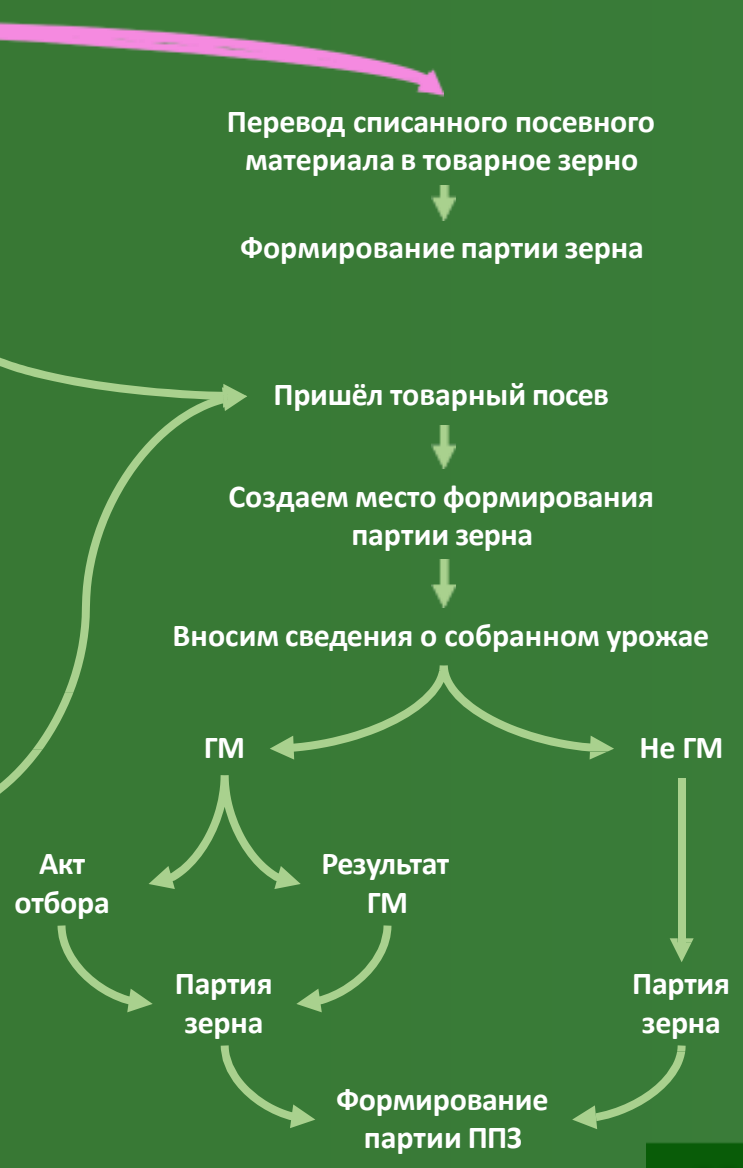 Перевод списанного посевного
материала в товарное зерно
Формирование партии зерна
Пришёл товарный посев
Создаем место формирования
партии зерна
Вносим сведения о собранном урожае
ГМ
Не ГМ
Акт
отбора
Результат
ГМ
Партия
зерна
Партия
зерна
Формирование
партии ППЗ